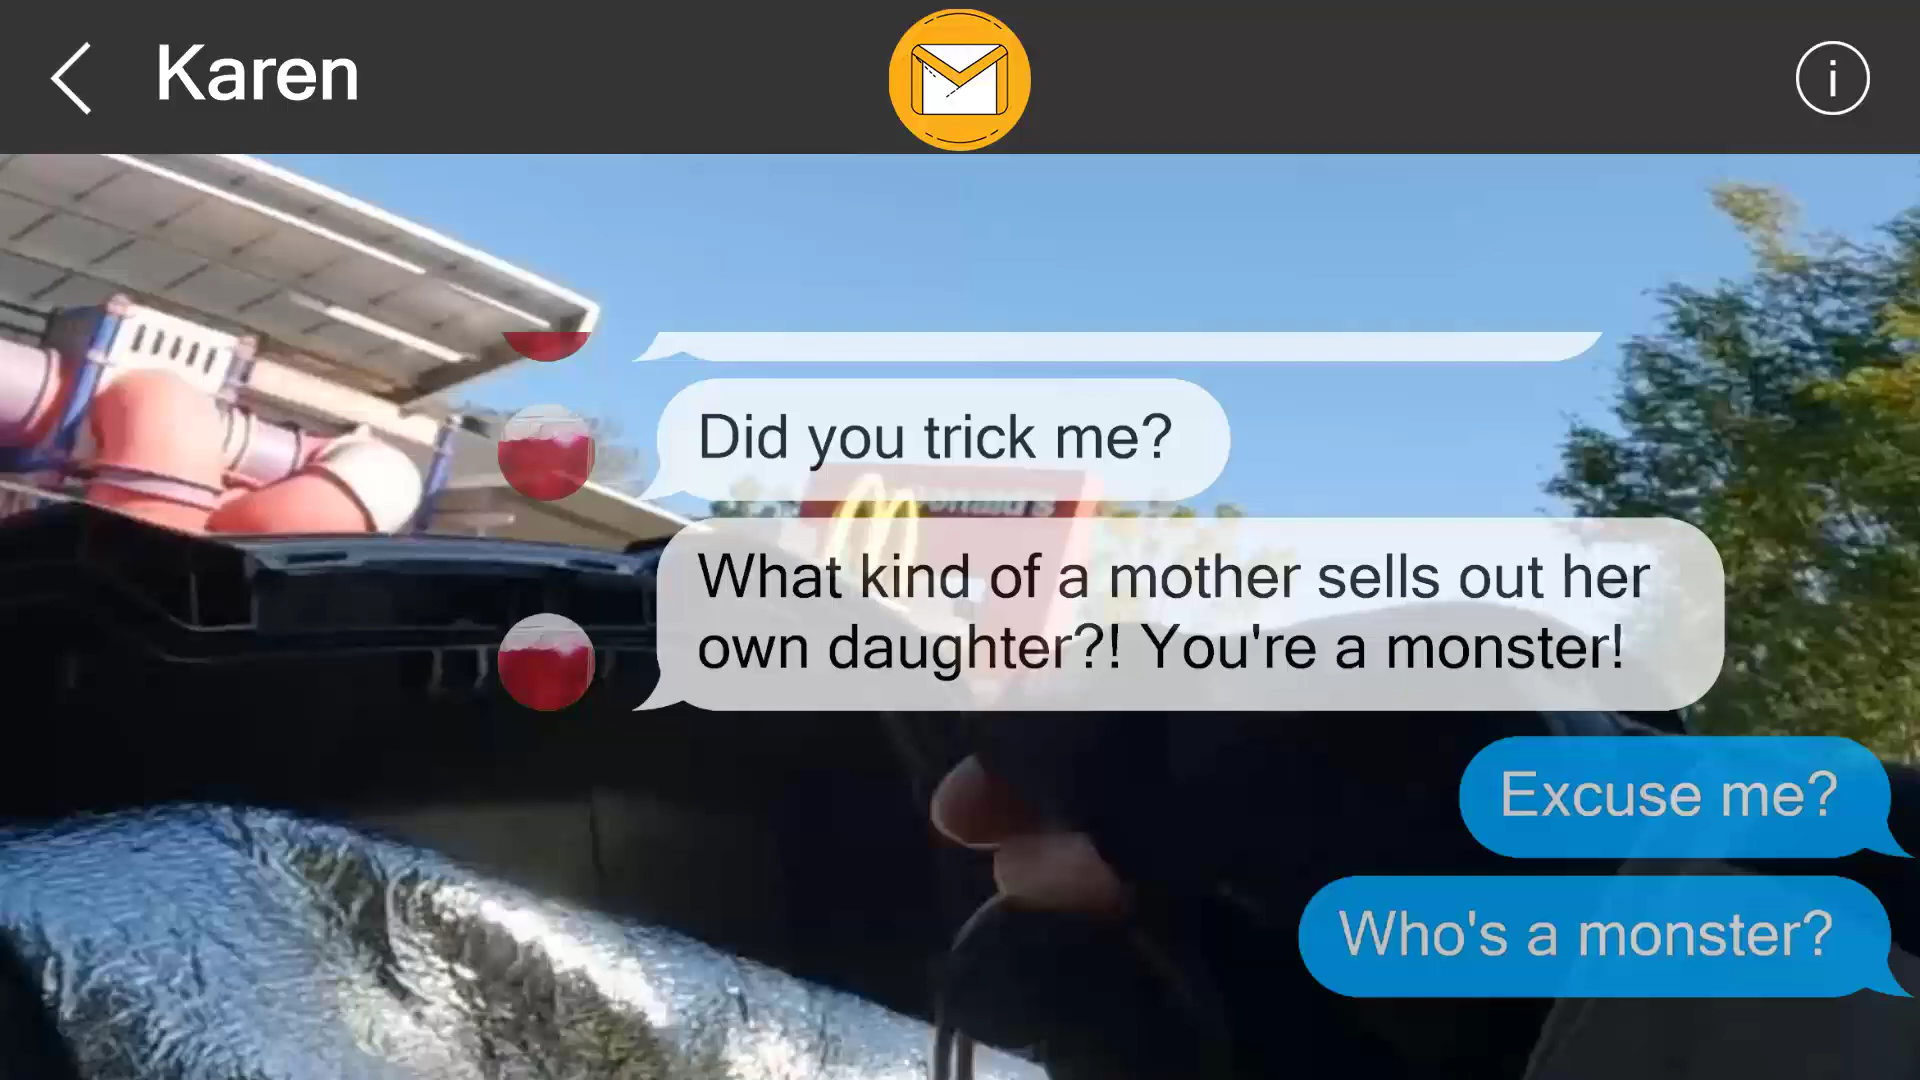 Karen
i
Did you trick me?
What kind of a mother sells out her
own daughter?! You're a monster!
Excuse me?
Who's a monster?